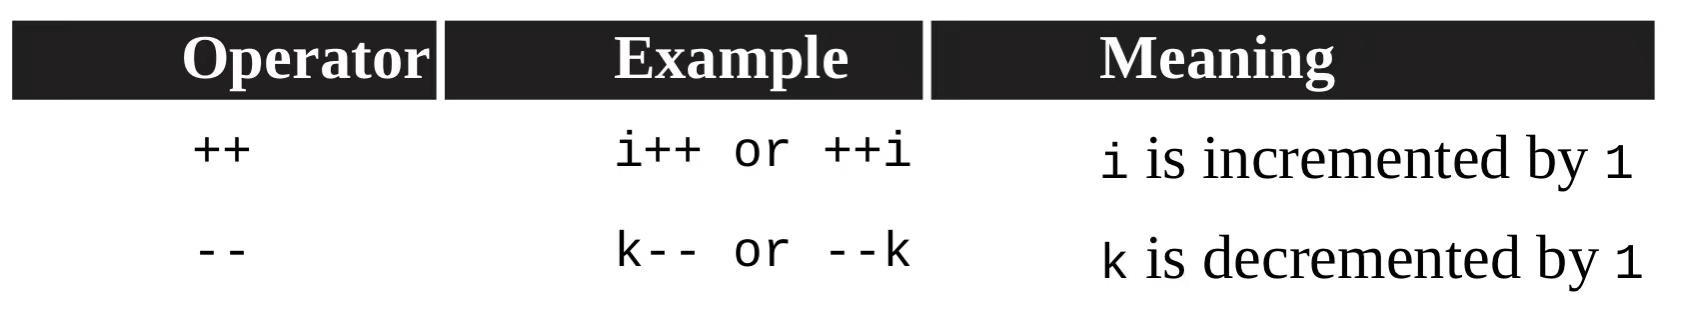 Operator Example Meaning
++ i++ or ++i i is incremented by 1
-- k-- or --k k is decremented by 1